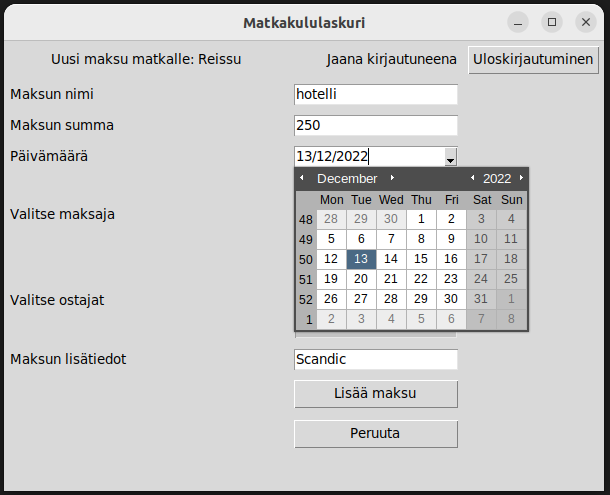 Matkakululaskuri
Uusi maksu matkalle: Reissu Jaana kirjautuneena Uloskirjautuminen
Maksun nimi hotelli
Maksun summa 250
Päivämäärä 13/12/2022
December 2022
Mon Tue Wed Thu Fri Sat Sun
48 28 29 30 1 2 3 4
Valitse maksaja
49 5 6 7 8 9 10 11
50 12 13 14 15 16 17 18
51 19 20 21 22 23 24 25
Valitse ostajat
52 26 27 28 29 30 31 1
1 2 3 4 5 6 7 8
Maksun lisätiedot Scandic
Lisää maksu
Peruuta